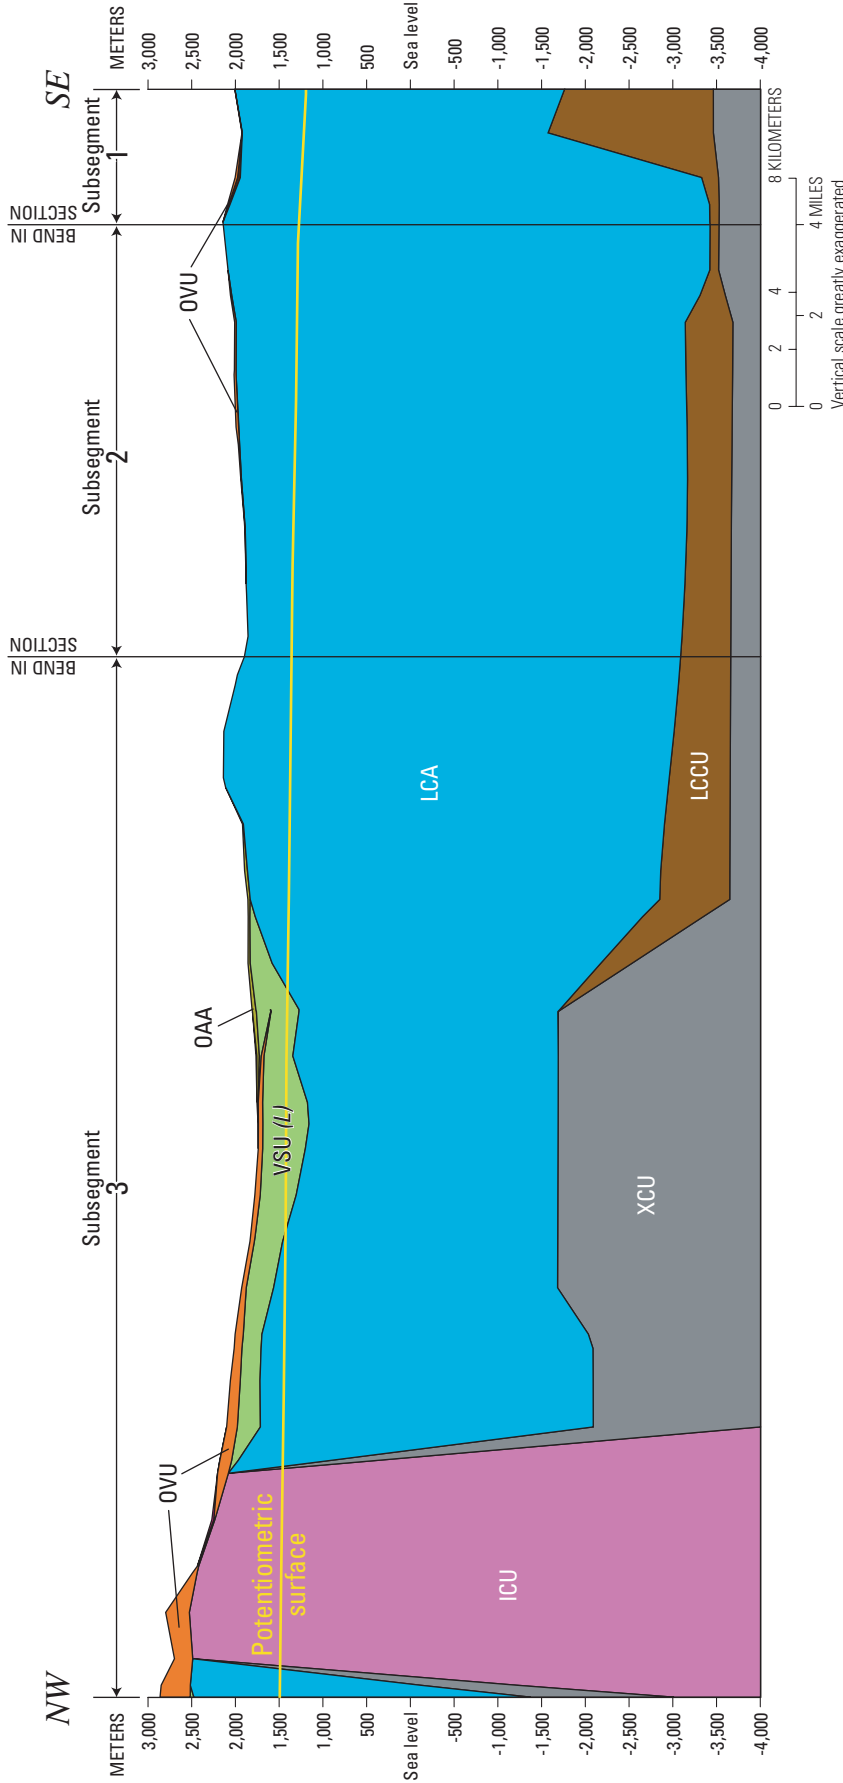 NW
SE
BEND IN
SECTION
BEND IN
SECTION
Subsegment
3
Subsegment
2
Subsegment
1
METERS
3,000
2,500
2,000
1,500
1,000
500
Sea level
-500
-1,000
-1,500
-2,000
-2,500
-3,000
-3,500
-4,000
METERS
3,000
2,500
2,000
1,500
1,000
500
Sea level
-500
-1,000
-1,500
-2,000
-2,500
-3,000
-3,500
-4,000
OVU
OAA
OVU
VSU (L)
Potentiometric
surface
LCA
ICU
XCU
LCCU
0 2 4 8 KILOMETERS
0 2 4 MILES
Vertical scale greatly exaggerated